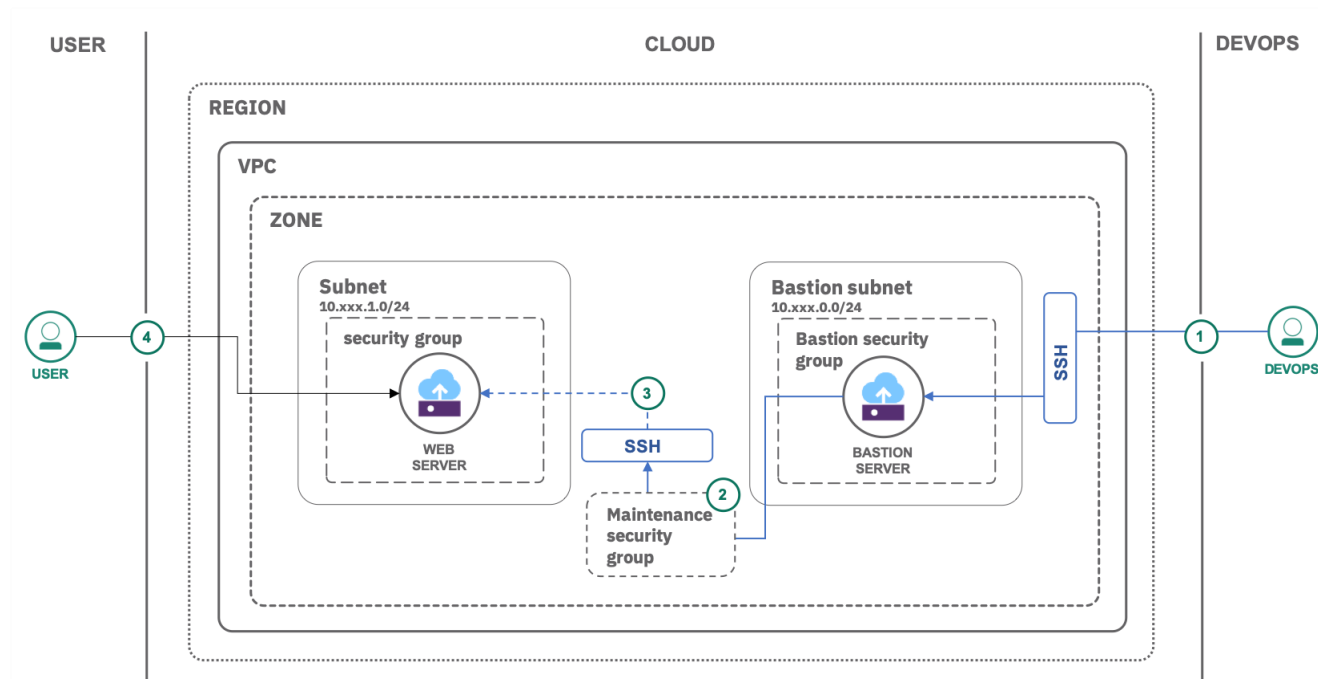 USER
CLOUD
DEVOPS
REGION
VPC
ZONE
Subnet
10.xxx.1.0/24
security group
WEB
SERVER
Bastion subnet
10.xxx.0.0/24
Bastion security
group
BASTION
SERVER
SSH
1
DEVOPS
4
USER
3
SSH
2
Maintenance
security
group